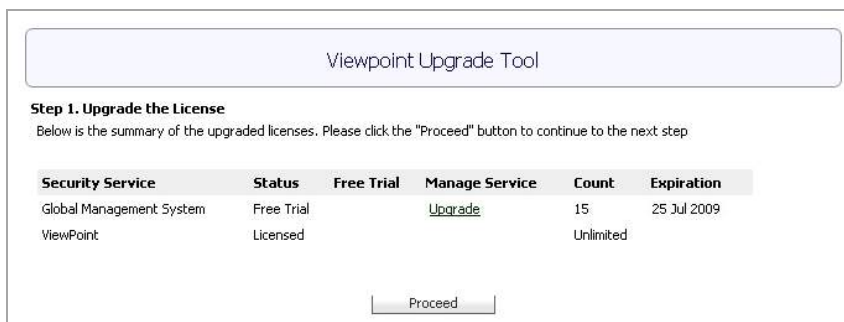 Viewpoint Upgrade Tool
Step 1. Upgrade the License
Below is the summary of the upgraded licenses. Please click the "Proceed" button to continue to the next step
Security Service Status Free Trial Manage Service Count Expiration
Global Management System Free Trial Upgrade 15 25 Jul 2009
ViewPoint Licensed Unlimited
Proceed